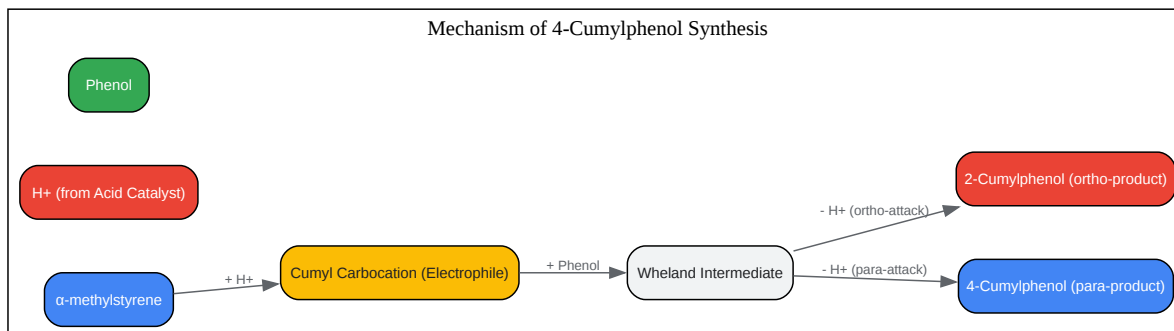 Mechanism of 4-Cumylphenol Synthesis
Phenol
H+ (from Acid Catalyst)
α-methylstyrene
+ H+
Cumyl Carbocation (Electrophile)
+ Phenol
Wheland Intermediate
- H+ (ortho-attack)
2-Cumylphenol (ortho-product)
- H+ (para-attack)
4-Cumylphenol (para-product)